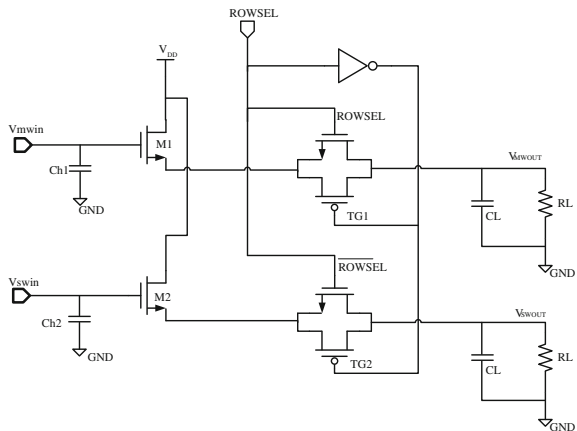 ROWSEL
VDD
Vmwin
M1
ROWSEL
VMWOUT
Ch1
GND
TG1
CL
RL
GND
Vswin
M2
ROWSEL
VSWOUT
Ch2
GND
TG2
CL
RL
GND